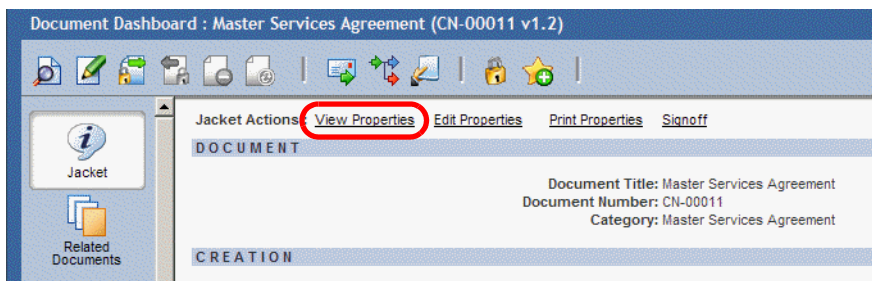 Document Dashboard : Master Services Agreement (CN-00011 v1.2)
Jacket Actions: View Properties Edit Properties Print Properties Signoff
DOCUMENT
Jacket
Document Title: Master Services Agreement
Document Number: CN-00011
Category: Master Services Agreement
Related
Documents
CREATION